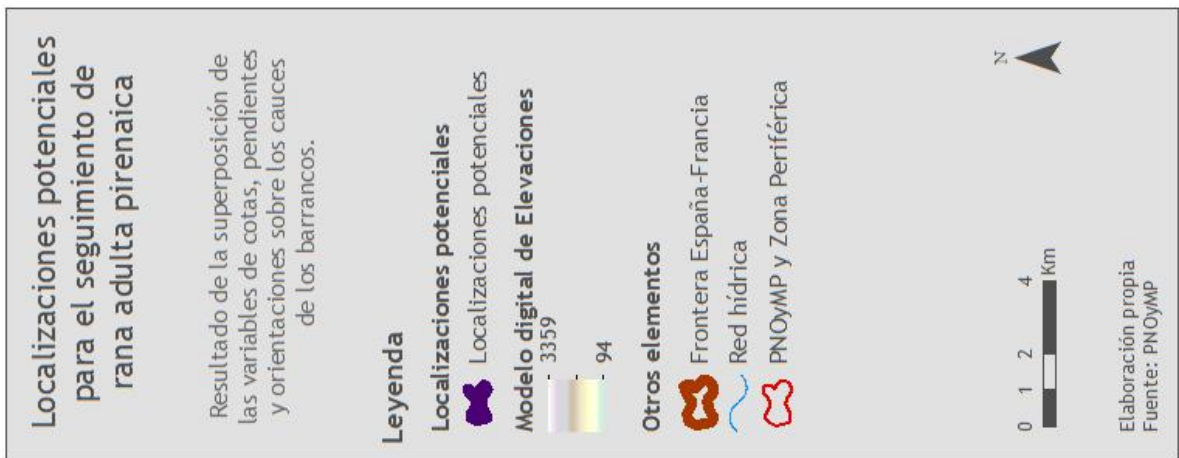 Localizaciones potenciales
para el seguimiento de
rana adulta pirenaica
Resultado de la superposición de
las variables de cotas, pendientes
y orientaciones sobre los cauces
de los barrancos.
Leyenda
Localizaciones potenciales
Localizaciones potenciales
Modelo digital de Elevaciones
3359
94
Otros elementos
Frontera España-Francia
Red hídrica
PNOyMP y Zona Periférica
N
0 1 2 4
Km
Elaboración propia
Fuente: PNOyMP